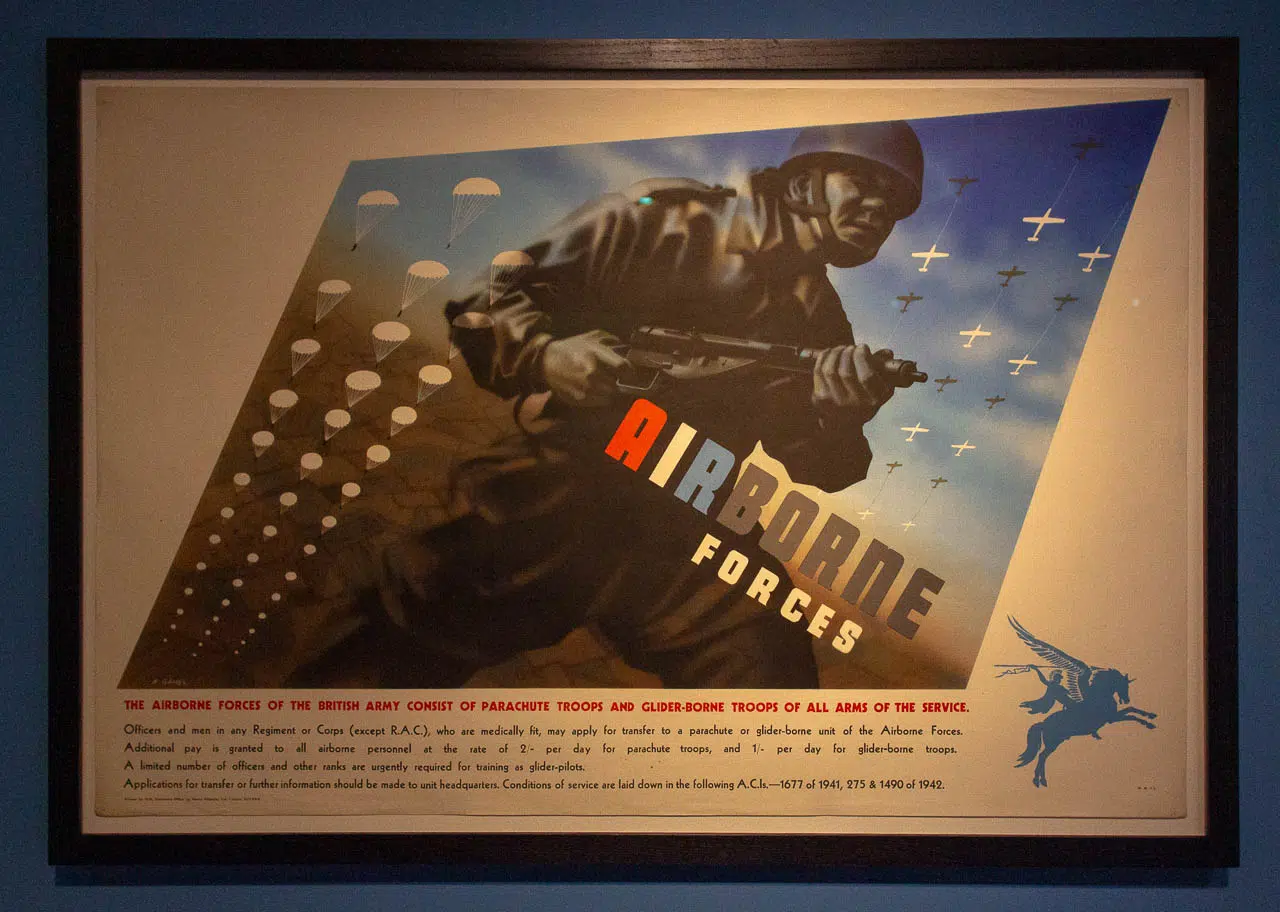 AIRBORNE
FORCES
A. GAMES
THE AIRBORNE FORCES OF THE BRITISH ARMY CONSIST OF PARACHUTE TROOPS AND GLIDER-BORNE TROOPS OF ALL ARMS OF THE SERVICE.
Officers and men in any Regiment or Corps (except R.A.C.), who are medically fit, may apply for transfer to a parachute or glider-borne unit of the Airborne Forces.
Additional pay is granted to all airborne personnel at the rate of 2/- per day for parachute troops, and 1/- per day for glider-borne troops.
A limited number of officers and other ranks are urgently required for training as glider-pilots.
Applications for transfer or further information should be made to unit headquarters. Conditions of service are laid down in the following A.C.Is.—1677 of 1941, 275 & 1490 of 1942.